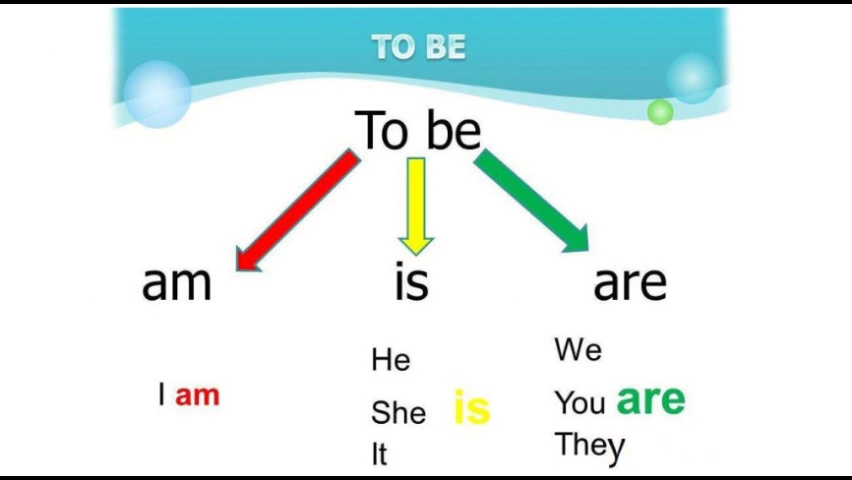 TO BE
To be
am
is
are
I am
He
She is
It
We
You are
They